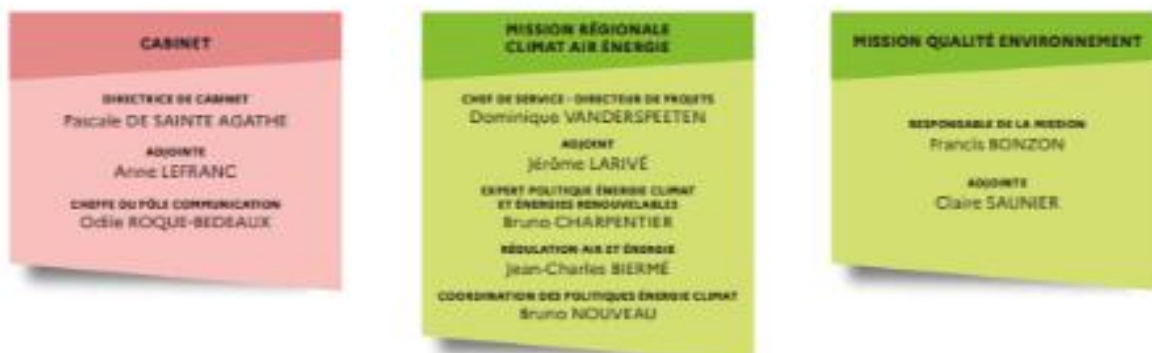 CABINET
DIRECTRICE DE CABINET
Pascale DE SAINTE AGATHE
ADJOINTE
Anne LEFRANC
CHEFFE DU PÔLE COMMUNICATION
Odile ROQUE-BEDEAUX
MISSION RÉGIONALE
CLIMAT AIR ÉNERGIE
CHEF DE SERVICE - DIRECTEUR DE PROJETS
Dominique VANDERSPEETEN
ADJOINT
Jérôme LARIVÉ
EXPERT POLITIQUE ÉNERGIE CLIMAT
ET ÉNERGIES RENOUVELABLES
Bruno CHARPENTIER
RÉGULATION AIR ET ÉNERGIE
Jean-Charles BIERMÉ
COORDINATION DES POLITIQUES ÉNERGIE CLIMAT
Bruno NOUVEAU
MISSION QUALITÉ ENVIRONNEMENT
RESPONSABLE DE LA MISSION
Francis BONZON
ADJOINTE
Claire SAUNIER